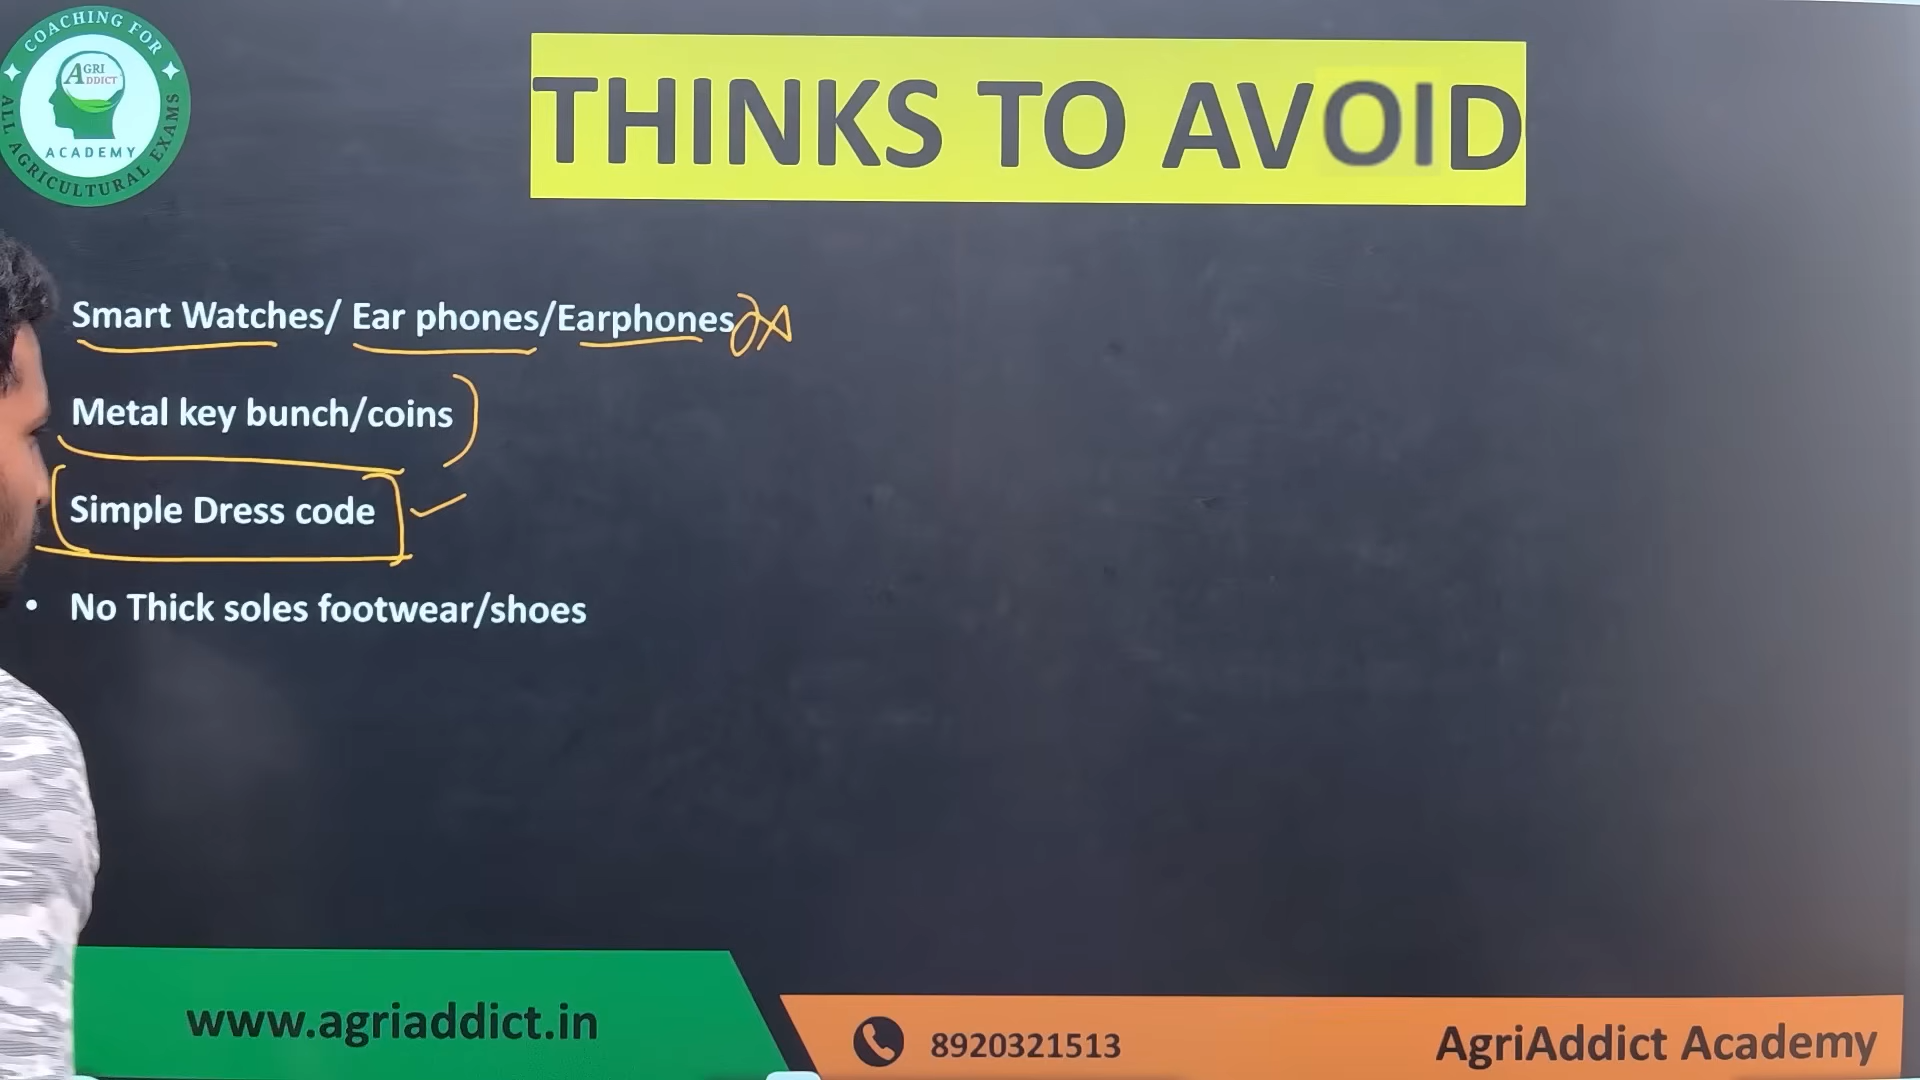 COACHING FOR
AGRI
ADDICT
ACADEMY
ALL AGRICULTURAL EXAMS
THINKS TO AVOID
Smart Watches/ Ear phones/Earphones
Metal key bunch/coins
Simple Dress code
• No Thick soles footwear/shoes
www.agriaddict.in
8920321513
AgriAddict Academy